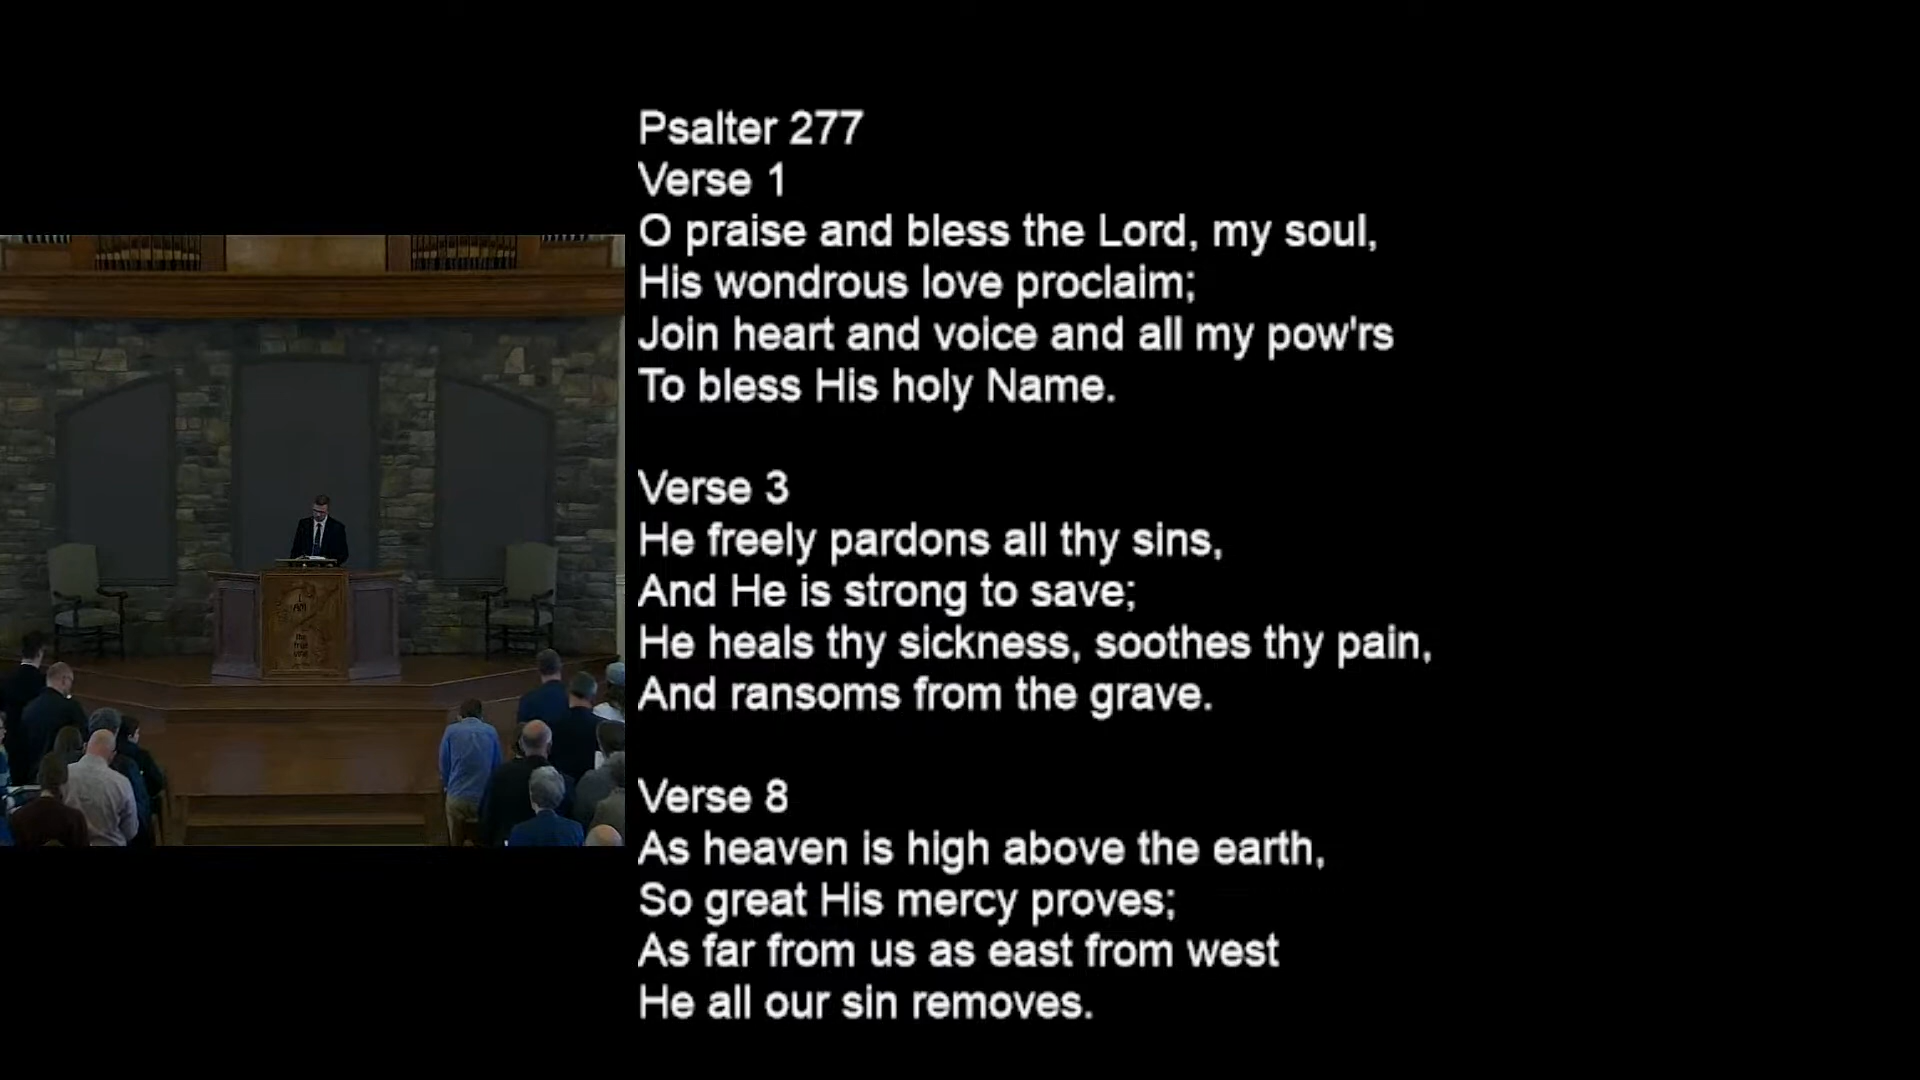 Psalter 277
Verse 1
O praise and bless the Lord, my soul,
His wondrous love proclaim;
Join heart and voice and all my pow'rs
To bless His holy Name.
Verse 3
He freely pardons all thy sins,
And He is strong to save;
He heals thy sickness, soothes thy pain,
And ransoms from the grave.
Verse 8
As heaven is high above the earth,
So great His mercy proves;
As far from us as east from west
He all our sin removes.
I
AM
the
true
vine